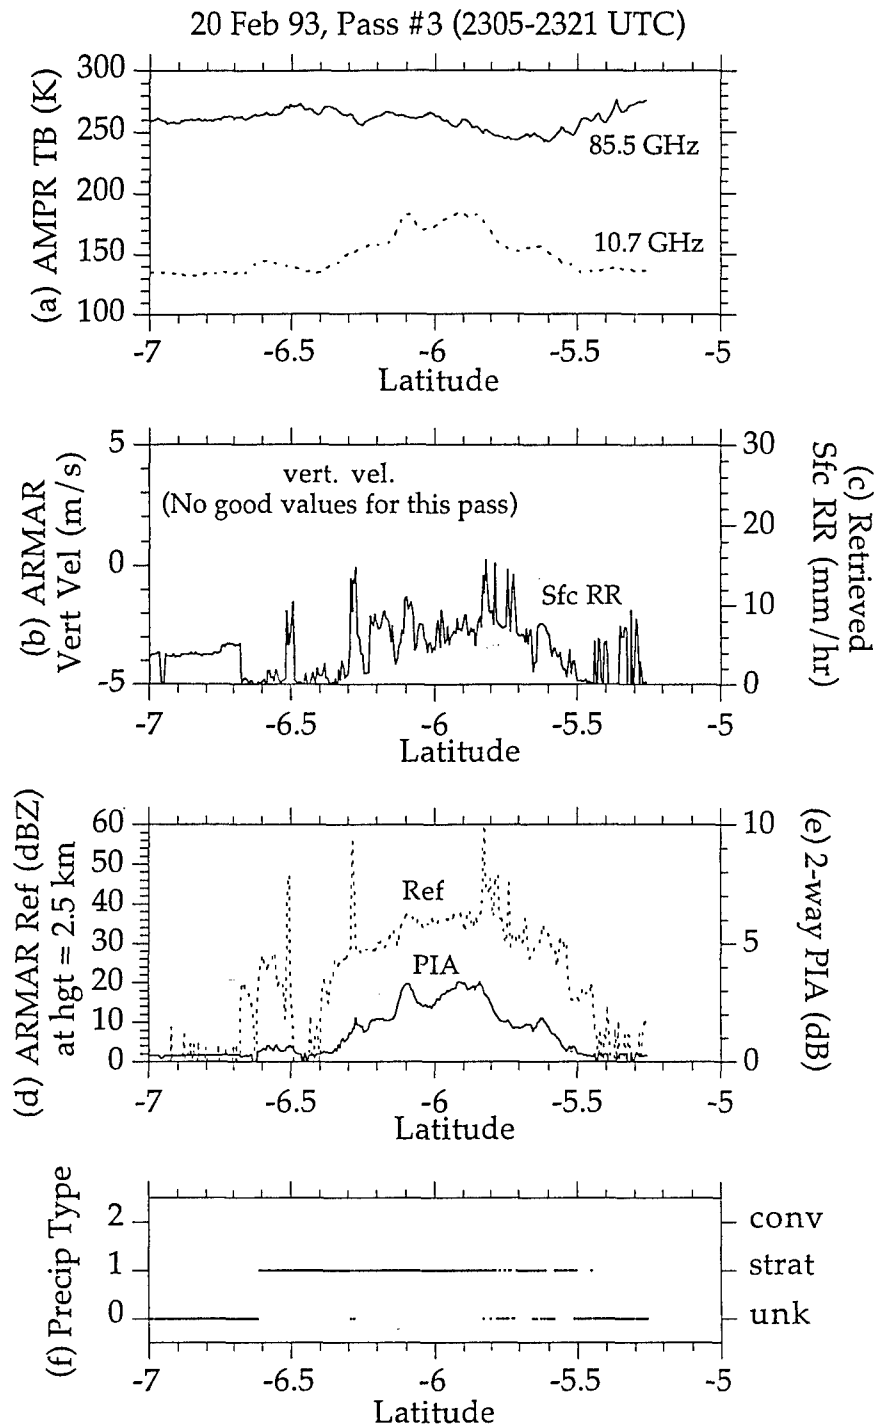 20 Feb 93, Pass #3 (2305-2321 UTC)
(a) AMPR TB (K)
300
250
200
150
100
85.5 GHz
10.7 GHz
-7
-6.5
-6
-5.5
-5
Latitude
(b) ARMAR
Vert Vel (m/s)
5
0
-5
vert. vel.
(No good values for this pass)
Sfc RR
30
20
10
0
(c) Retrieved
Sfc RR (mm/hr)
-7
-6.5
-6
-5.5
-5
Latitude
(d) ARMAR Ref (dBZ)
at hgt = 2.5 km
60
50
40
30
20
10
0
Ref
PIA
10
5
0
(e) 2-way PIA (dB)
-7
-6.5
-6
-5.5
-5
Latitude
(f) Precip Type
2
1
0
conv
strat
unk
-7
-6.5
-6
-5.5
-5
Latitude